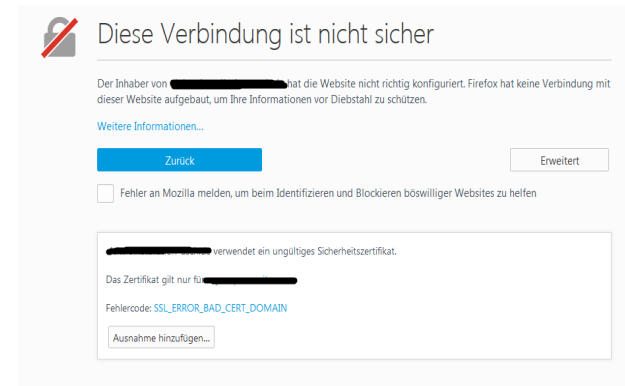 Diese Verbindung ist nicht sicher
Der Inhaber von hat die Website nicht richtig konfiguriert. Firefox hat keine Verbindung mit
dieser Website aufgebaut, um Ihre Informationen vor Diebstahl zu schützen.
Weitere Informationen...
Zurück
Erweitert
Fehler an Mozilla melden, um beim Identifizieren und Blockieren böswilliger Websites zu helfen
verwendet ein ungültiges Sicherheitszertifikat.
Das Zertifikat gilt nur für
Fehlercode: SSL_ERROR_BAD_CERT_DOMAIN
Ausnahme hinzufügen...